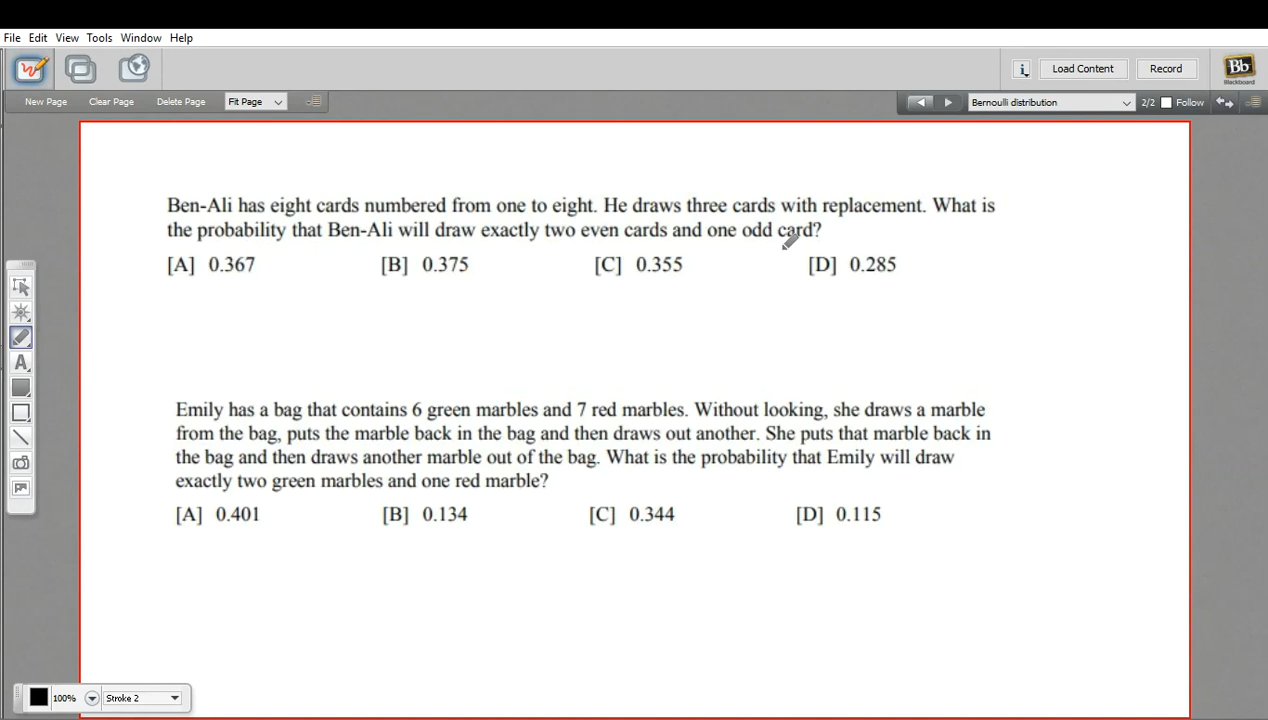 File Edit View Tools Window Help
i Load Content Record Bb
Blackboard
New Page Clear Page Delete Page Fit Page Bernoulli distribution 2/2 Follow
Ben-Ali has eight cards numbered from one to eight. He draws three cards with replacement. What is
the probability that Ben-Ali will draw exactly two even cards and one odd card?
[A] 0.367 [B] 0.375 [C] 0.355 [D] 0.285
A
Emily has a bag that contains 6 green marbles and 7 red marbles. Without looking, she draws a marble
from the bag, puts the marble back in the bag and then draws out another. She puts that marble back in
the bag and then draws another marble out of the bag. What is the probability that Emily will draw
exactly two green marbles and one red marble?
[A] 0.401 [B] 0.134 [C] 0.344 [D] 0.115
100% Stroke 2